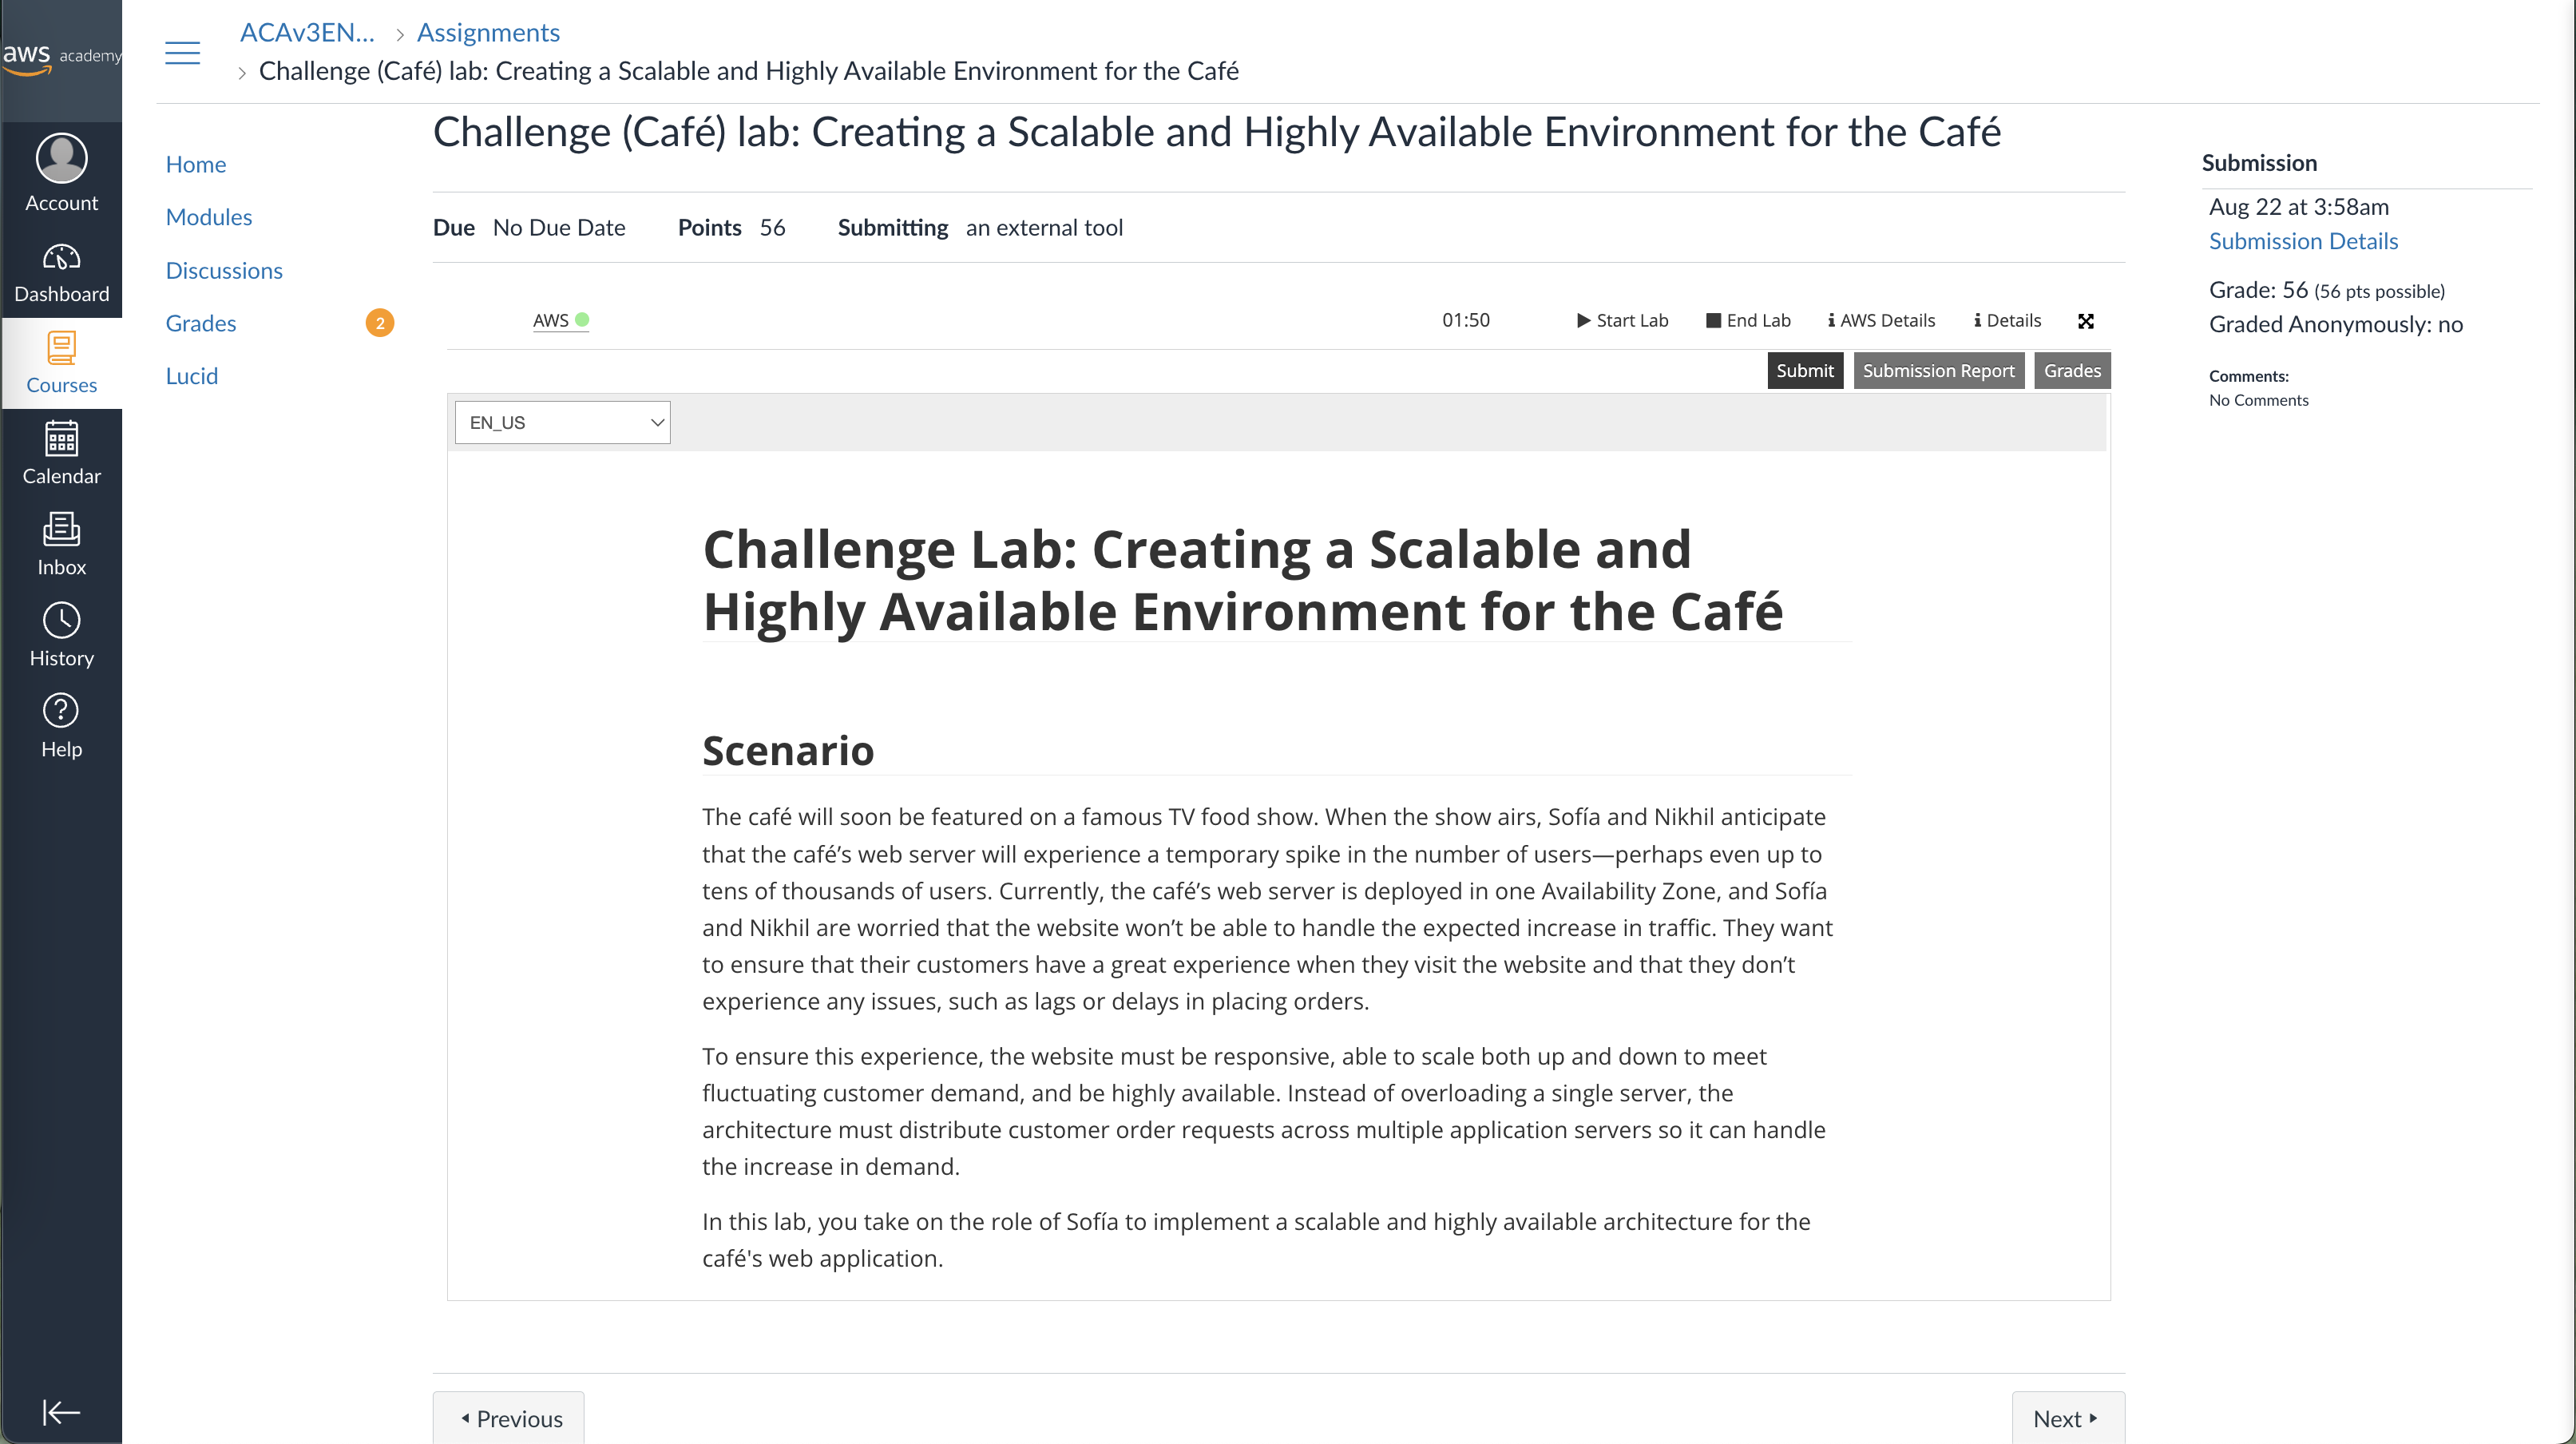 aws academy
Account
Dashboard
Courses
Calendar
Inbox
History
Help
ACAv3EN... > Assignments
> Challenge (Café) lab: Creating a Scalable and Highly Available Environment for the Café
Home
Modules
Discussions
Grades 2
Lucid
Challenge (Café) lab: Creating a Scalable and Highly Available Environment for the Café
Due No Due Date Points 56 Submitting an external tool
AWS 01:50 Start Lab End Lab AWS Details Details
Submit Submission Report Grades
EN_US
Challenge Lab: Creating a Scalable and
Highly Available Environment for the Café
Scenario
The café will soon be featured on a famous TV food show. When the show airs, Sofía and Nikhil anticipate
that the café’s web server will experience a temporary spike in the number of users—perhaps even up to
tens of thousands of users. Currently, the café’s web server is deployed in one Availability Zone, and Sofía
and Nikhil are worried that the website won’t be able to handle the expected increase in traffic. They want
to ensure that their customers have a great experience when they visit the website and that they don’t
experience any issues, such as lags or delays in placing orders.
To ensure this experience, the website must be responsive, able to scale both up and down to meet
fluctuating customer demand, and be highly available. Instead of overloading a single server, the
architecture must distribute customer order requests across multiple application servers so it can handle
the increase in demand.
In this lab, you take on the role of Sofía to implement a scalable and highly available architecture for the
café's web application.
Previous
Next
Submission
Aug 22 at 3:58am
Submission Details
Grade: 56 (56 pts possible)
Graded Anonymously: no
Comments:
No Comments